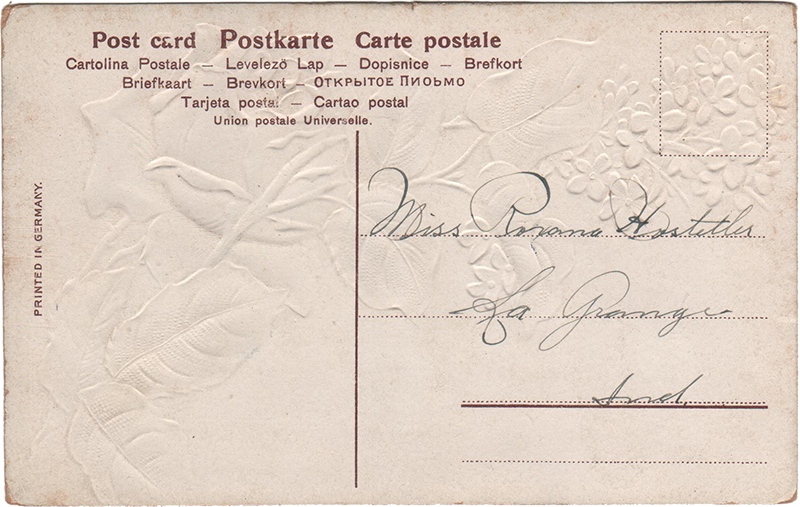 Post card Postkarte Carte postale
Cartolina Postale – Levelező Lap – Dopisnice – Brefkort
Briefkaart – Brevkort – ОТКРЫТОЕ ПИСЬМО
Tarjeta postal – Cartao postal
Union postale Universelle.
PRINTED IN GERMANY.
Miss Hostetler
La Grange
Ind.